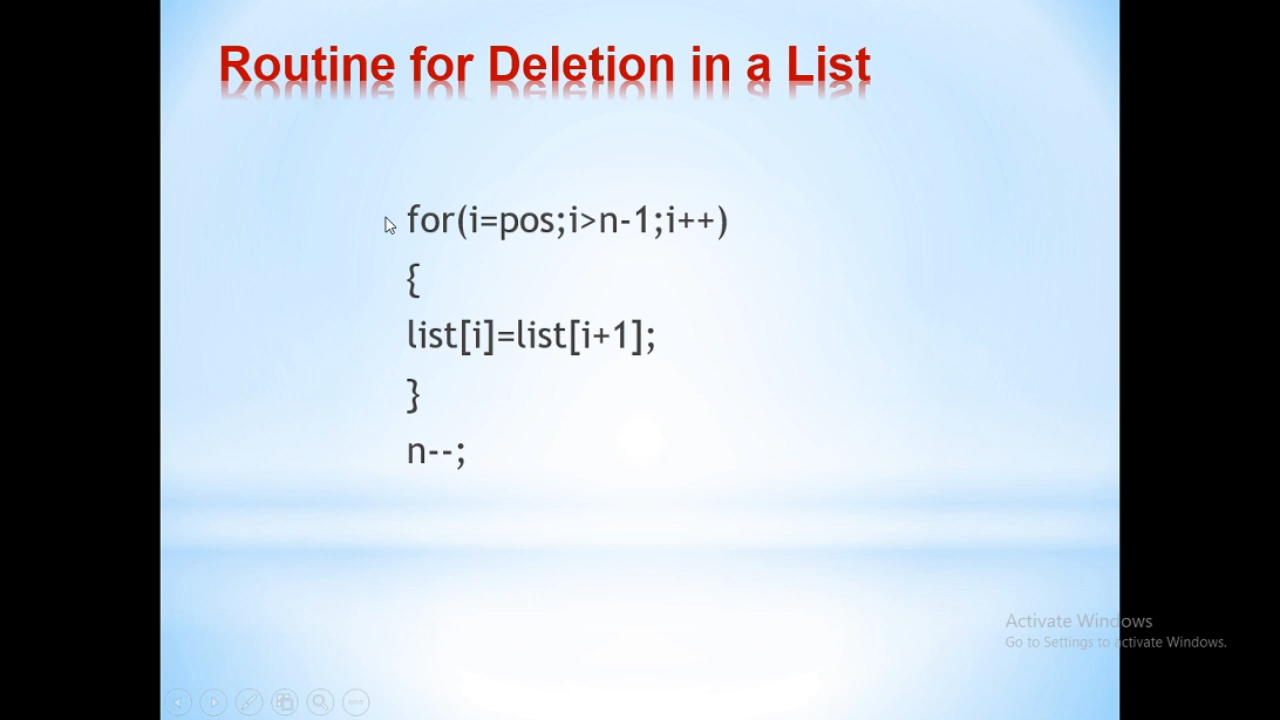 Routine for Deletion in a List
for(i=pos;i>n-1;i++)
{
list[i]=list[i+1];
}
n--;
Activate Windows
Go to Settings to activate Windows.